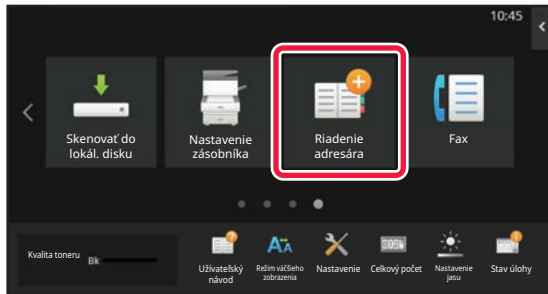 10:45
Skenovať do
lokál. disku
Nastavenie
zásobníka
Riadenie
adresára
Fax
Kvalita toneru
Bk
Užívateľský
návod
Režim väčšieho
zobrazenia
Nastavenie
Celkový počet
Nastavenie
jasu
Stav úlohy